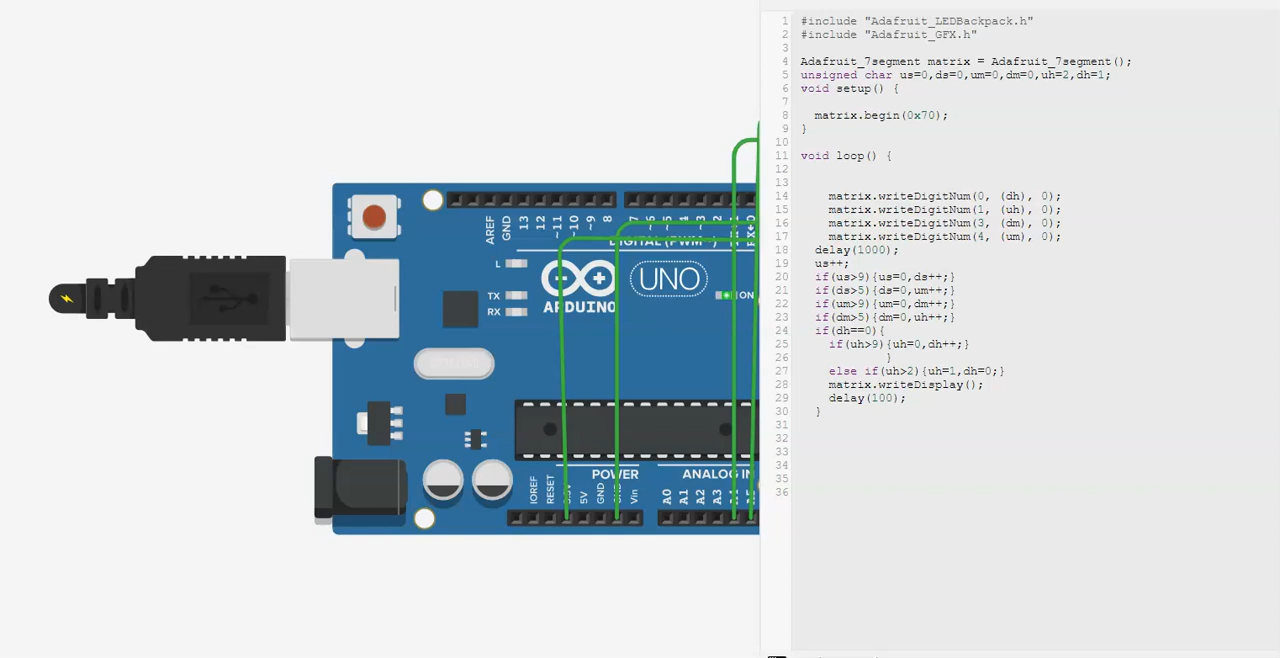 AREF
GND
13
12
~11
~10
~9
8
7
~6
~5
4
~3
2
DIGITAL (PWM ~)
L
TX
RX
UNO
ON
ARDUINO
POWER
ANALOG IN
IOREF
RESET
5V
GND
Vin
A0
A1
A2
A3
1 #include "Adafruit_LEDBackpack.h"
2 #include "Adafruit_GFX.h"
3
4 Adafruit_7segment matrix = Adafruit_7segment();
5 unsigned char us=0,ds=0,um=0,dm=0,uh=2,dh=1;
6 void setup() {
7
8 matrix.begin(0x70);
9 }
10
11 void loop() {
12
13
14 matrix.writeDigitNum(0, (dh), 0);
15 matrix.writeDigitNum(1, (uh), 0);
16 matrix.writeDigitNum(3, (dm), 0);
17 matrix.writeDigitNum(4, (um), 0);
18 delay(1000);
19 us++;
20 if(us>9){us=0,ds++;}
21 if(ds>5){ds=0,um++;}
22 if(um>9){um=0,dm++;}
23 if(dm>5){dm=0,uh++;}
24 if(dh==0){
25 if(uh>9){uh=0,dh++;}
26 }
27 else if(uh>2){uh=1,dh=0;}
28 matrix.writeDisplay();
29 delay(100);
30 }
31
32
33
34
35
36